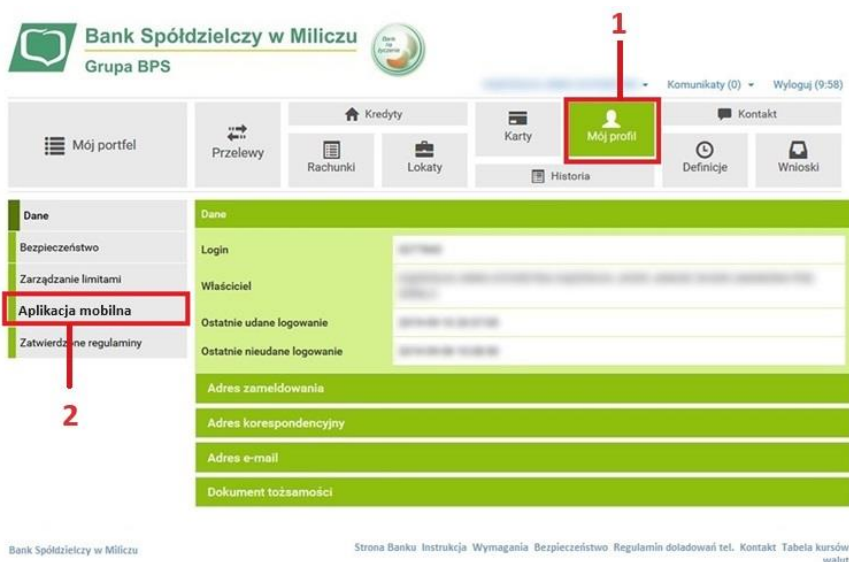 Bank Spółdzielczy w Miliczu
Grupa BPS
Bank
na
życzenie
1
Komunikaty (0)
Wyloguj (9:58)
Mój portfel
Przelewy
Kredyty
Rachunki
Lokaty
Karty
Mój profil
Historia
Kontakt
Definicje
Wnioski
Dane
Bezpieczeństwo
Zarządzanie limitami
Aplikacja mobilna
Zatwierdzone regulaminy
2
Dane
Login
Właściciel
Ostatnie udane logowanie
Ostatnie nieudane logowanie
Adres zameldowania
Adres korespondencyjny
Adres e-mail
Dokument tożsamości
Bank Spółdzielczy w Miliczu
Strona Banku Instrukcja Wymagania Bezpieczeństwo Regulamin doładowań tel. Kontakt Tabela kursów
walut